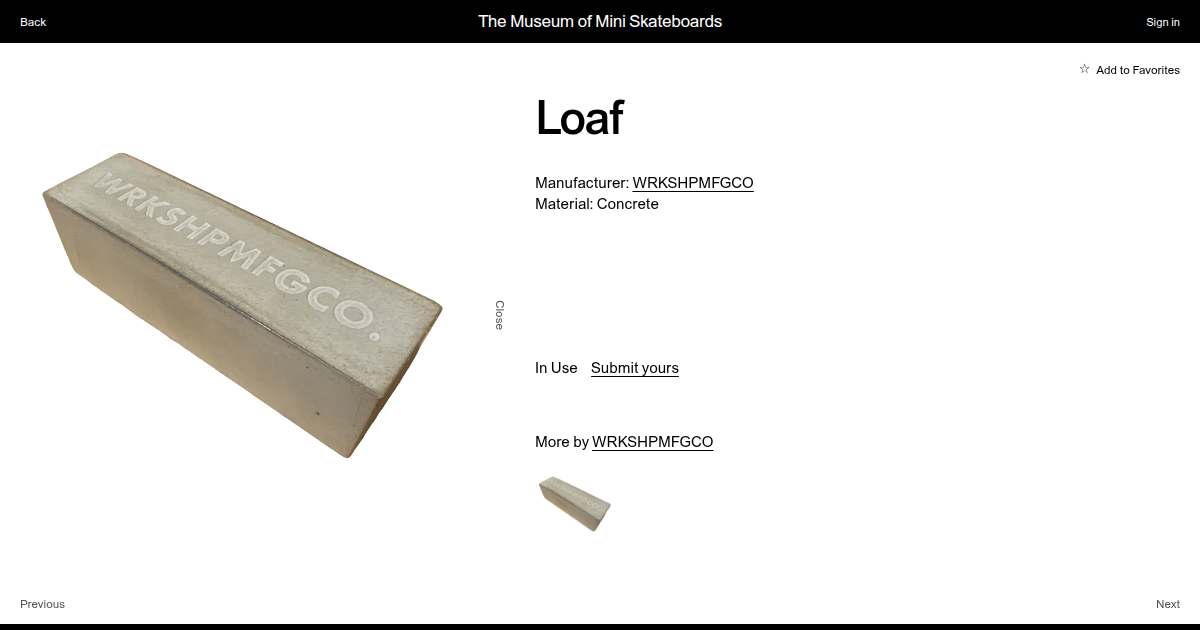 Back
The Museum of Mini Skateboards
Sign in
☆ Add to Favorites
Loaf
WRKSHPMFGCO.
Manufacturer: WRKSHPMFGCO
Material: Concrete
Close
In Use Submit yours
More by WRKSHPMFGCO
Previous
Next